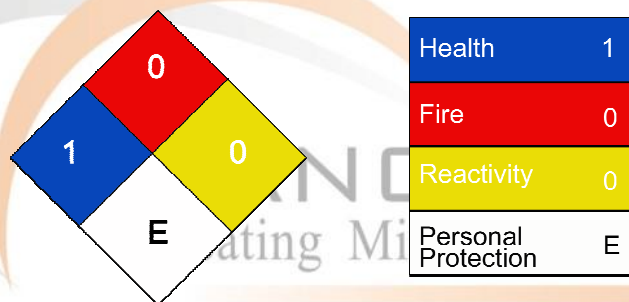 0
1
0
E
Health 1
Fire 0
Reactivity 0
Personal
Protection E